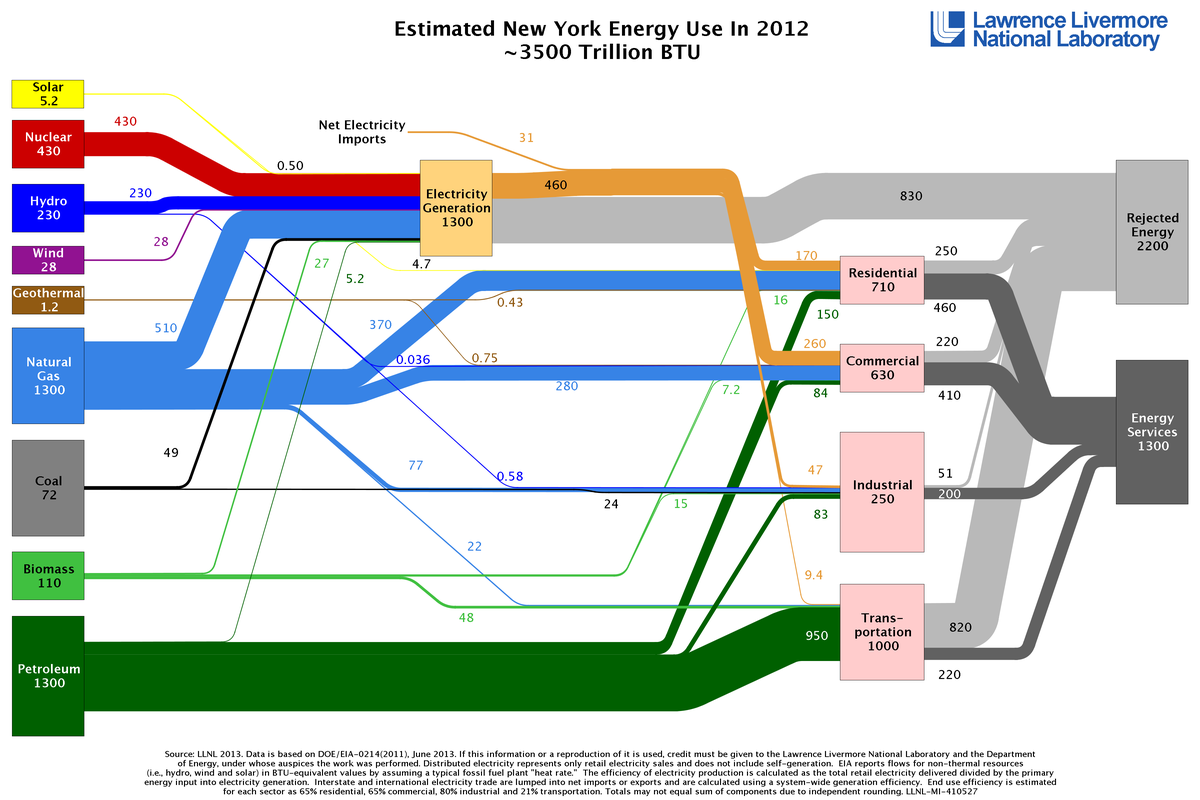 Estimated New York Energy Use In 2012
~3500 Trillion BTU
Lawrence Livermore
National Laboratory
Solar
5.2
Nuclear
430
430
Net Electricity
Imports
31
0.50
Hydro
230
230
Electricity
Generation
1300
460
830
Rejected
Energy
2200
Wind
28
28
27
5.2
4.7
170
Residential
710
250
460
Geothermal
1.2
0.43
16
150
510
370
Natural
Gas
1300
0.036
0.75
280
7.2
260
Commercial
630
84
220
410
Energy
Services
1300
Coal
72
49
77
0.58
24
15
47
Industrial
250
83
51
200
Biomass
110
22
48
9.4
Petroleum
1300
950
Trans-
portation
1000
820
220
Source: LLNL 2013. Data is based on DOE/EIA-0214(2011), June 2013. If this information or a reproduction of it is used, credit must be given to the Lawrence Livermore National Laboratory and the Department
of Energy, under whose auspices the work was performed. Distributed electricity represents only retail electricity sales and does not include self-generation. EIA reports flows for non-thermal resources
(i.e., hydro, wind and solar) in BTU-equivalent values by assuming a typical fossil fuel plant "heat rate." The efficiency of electricity production is calculated as the total retail electricity delivered divided by the primary
energy input into electricity generation. Interstate and international electricity trade are lumped into net imports or exports and are calculated using a system-wide generation efficiency. End use efficiency is estimated
for each sector as 65% residential, 65% commercial, 80% industrial and 21% transportation. Totals may not equal sum of components due to independent rounding. LLNL-MI-410527